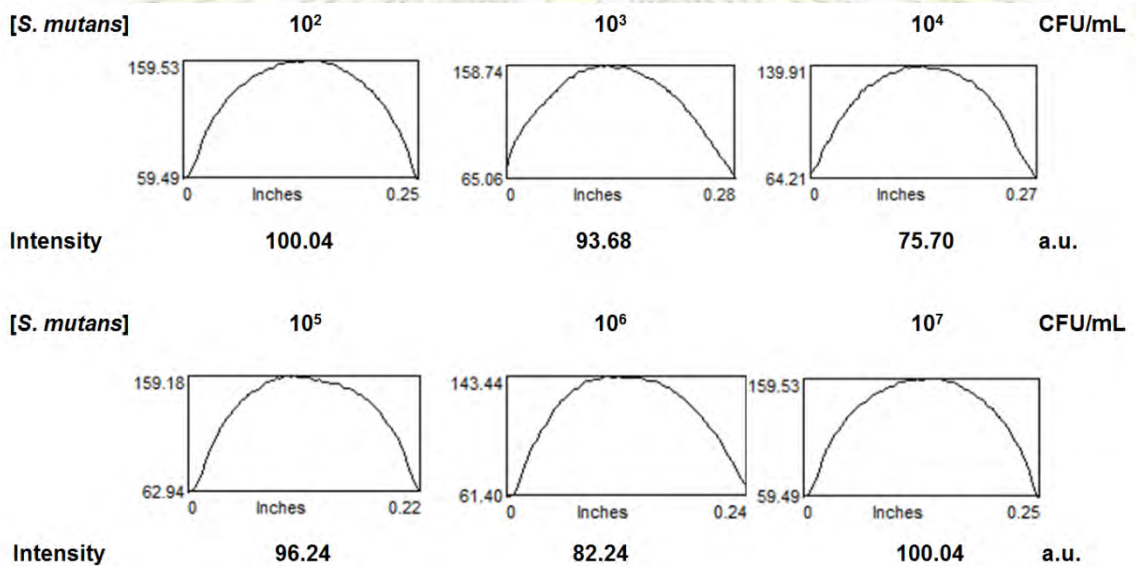 [S. mutans] 10² 10³ 10⁴ CFU/mL
159.53 158.74 139.91
59.49 65.06 64.21
0 Inches 0.25 0 Inches 0.28 0 Inches 0.27
Intensity 100.04 93.68 75.70 a.u.
[S. mutans] 10⁵ 10⁶ 10⁷ CFU/mL
159.18 143.44 159.53
62.94 61.40 59.49
0 Inches 0.22 0 Inches 0.24 0 Inches 0.25
Intensity 96.24 82.24 100.04 a.u.